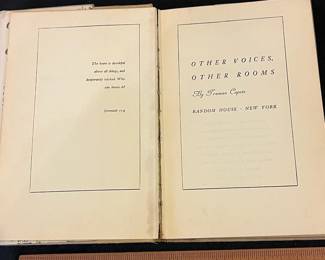 The heart is deceitful
above all things, and
desperately wicked. Who
can know it?
Jeremiah 17:9
OTHER VOICES,
OTHER ROOMS
By Truman Capote
RANDOM HOUSE · NEW YORK